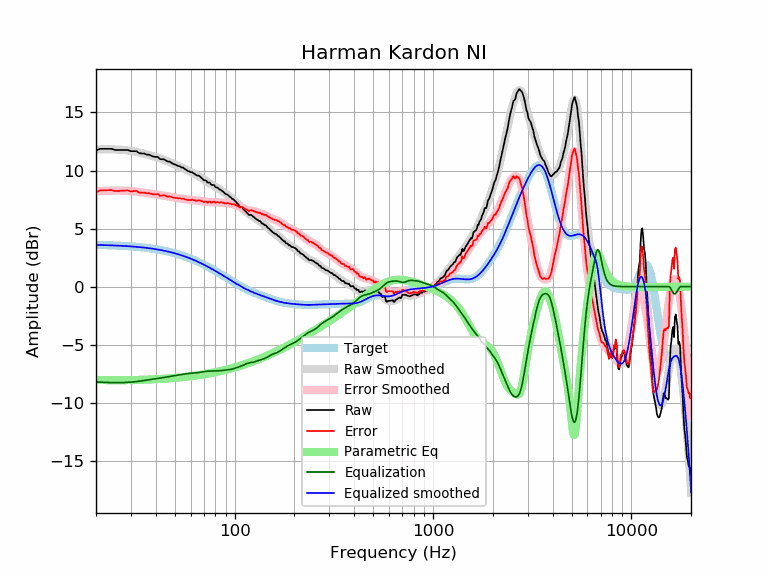 Harman Kardon NI
Amplitude (dBr)
15
10
5
0
−5
−10
−15
Target
Raw Smoothed
Error Smoothed
Raw
Error
Parametric Eq
Equalization
Equalized smoothed
100
1000
10000
Frequency (Hz)